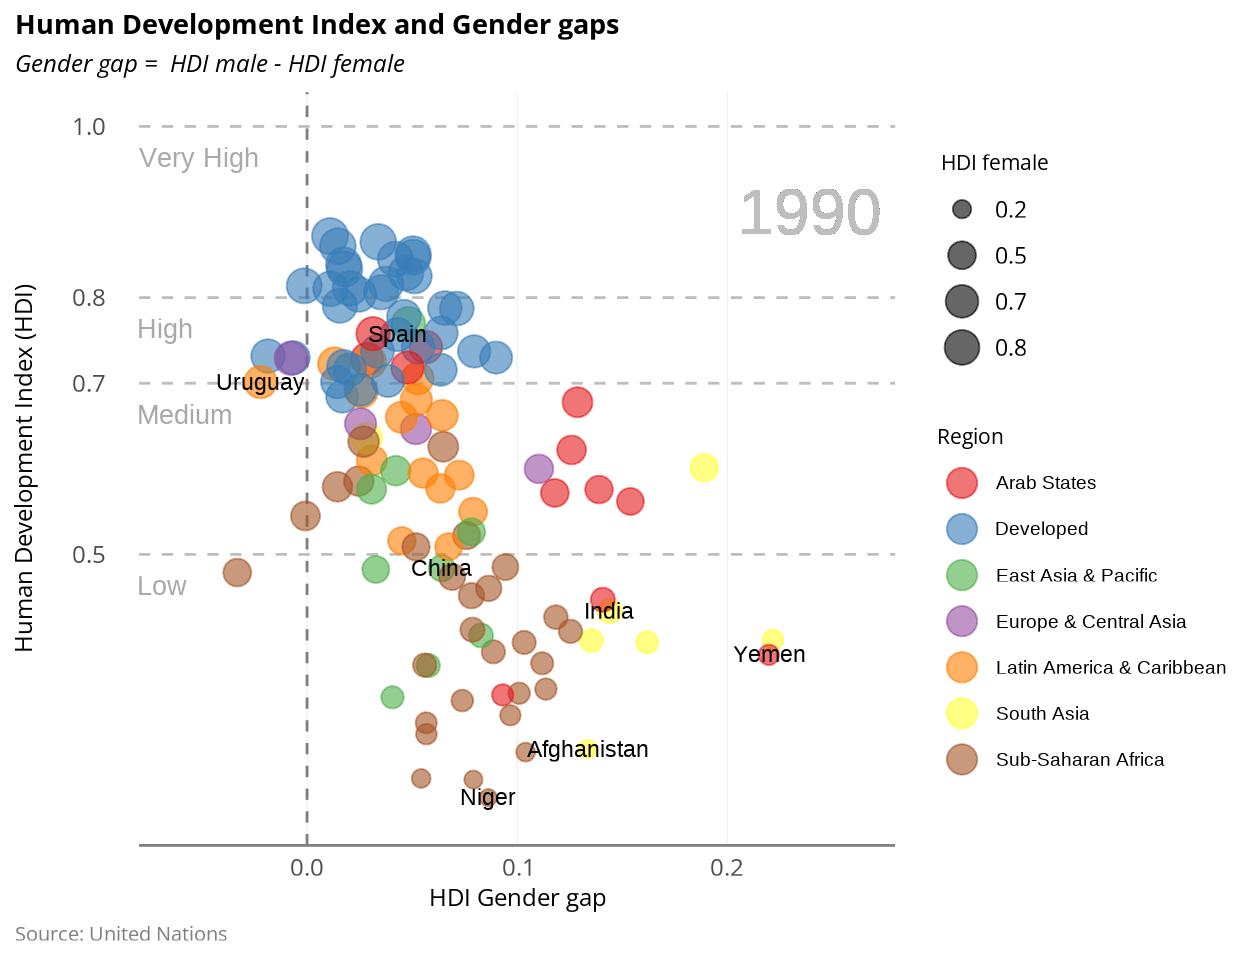 Human Development Index and Gender gaps
Gender gap = HDI male - HDI female
Human Development Index (HDI)
1.0
Very High
1990
0.8
High
Spain
0.7
Uruguay
Medium
0.5
China
Low
India
Yemen
Afghanistan
Niger
0.0
0.1
0.2
HDI Gender gap
HDI female
0.2
0.5
0.7
0.8
Region
Arab States
Developed
East Asia & Pacific
Europe & Central Asia
Latin America & Caribbean
South Asia
Sub-Saharan Africa
Source: United Nations